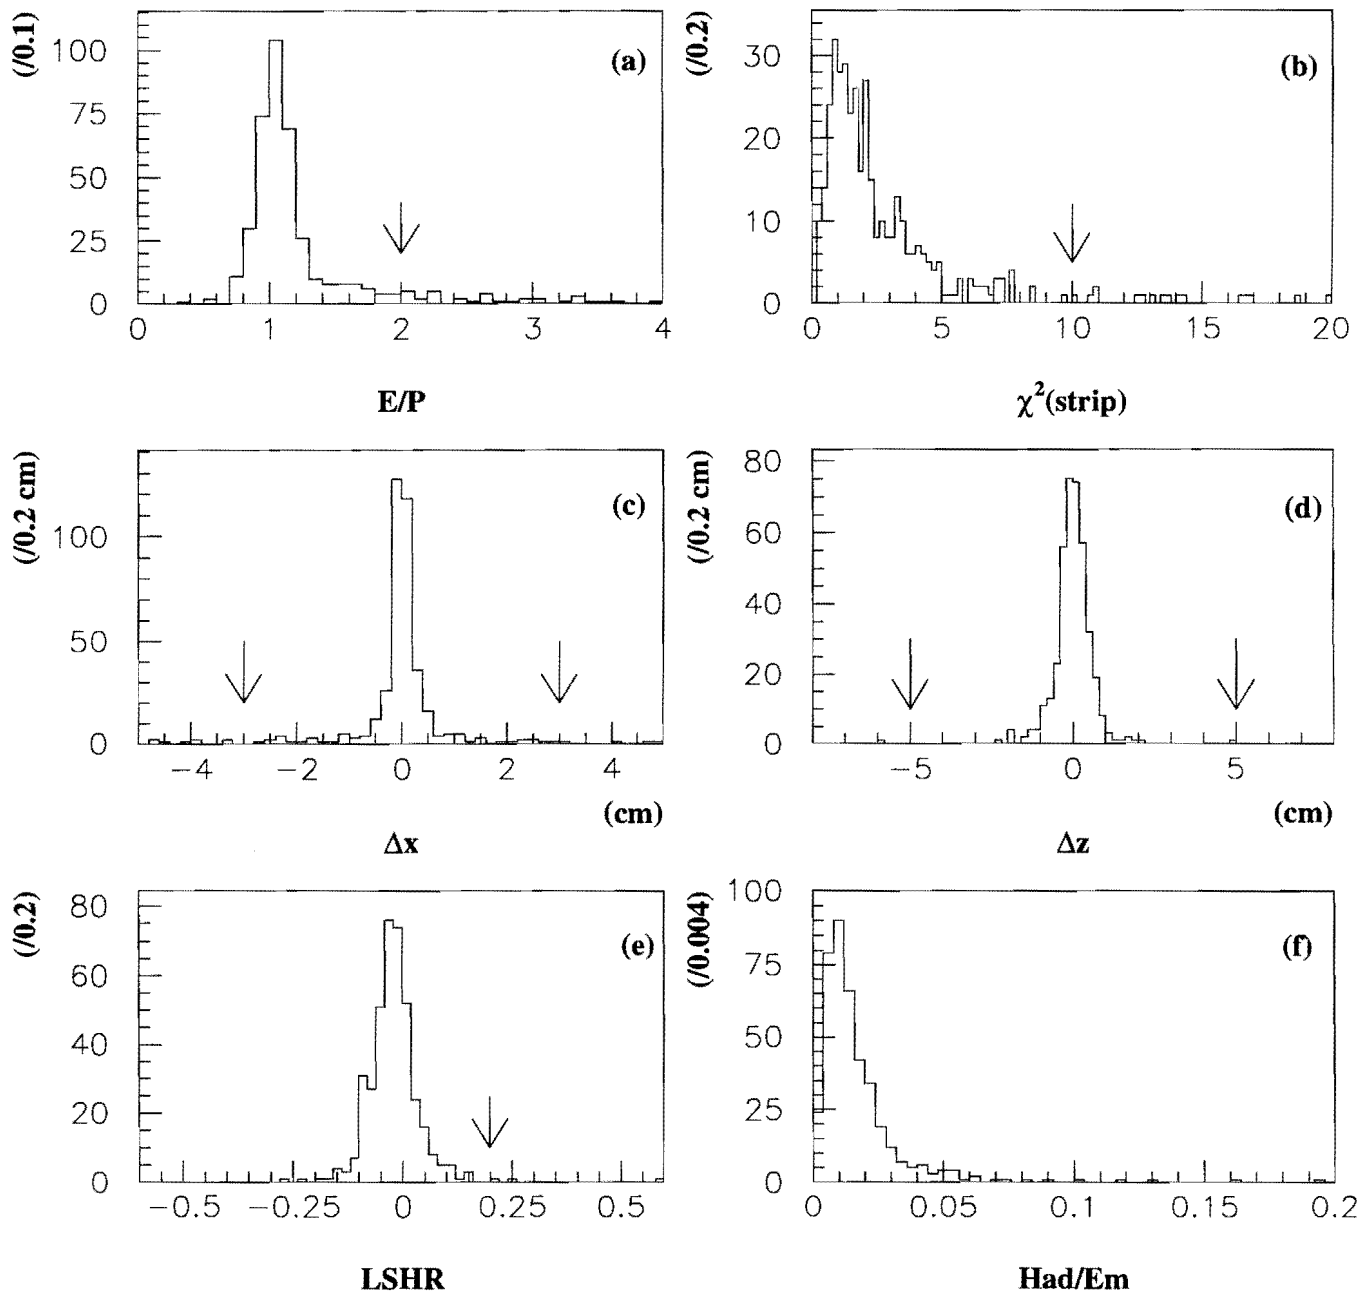 (/0.1)
100
75
50
25
0
(a)
0 1 2 3 4
E/P
(/0.2)
30
20
10
0
(b)
0 5 10 15 20
χ²(strip)
(/0.2 cm)
100
50
0
(c)
−4 −2 0 2 4
(cm)
Δx
(/0.2 cm)
80
60
40
20
0
(d)
−5 0 5
(cm)
Δz
(/0.2)
80
60
40
20
0
(e)
−0.5 −0.25 0 0.25 0.5
LSHR
(/0.004)
100
75
50
25
0
(f)
0 0.05 0.1 0.15 0.2
Had/Em